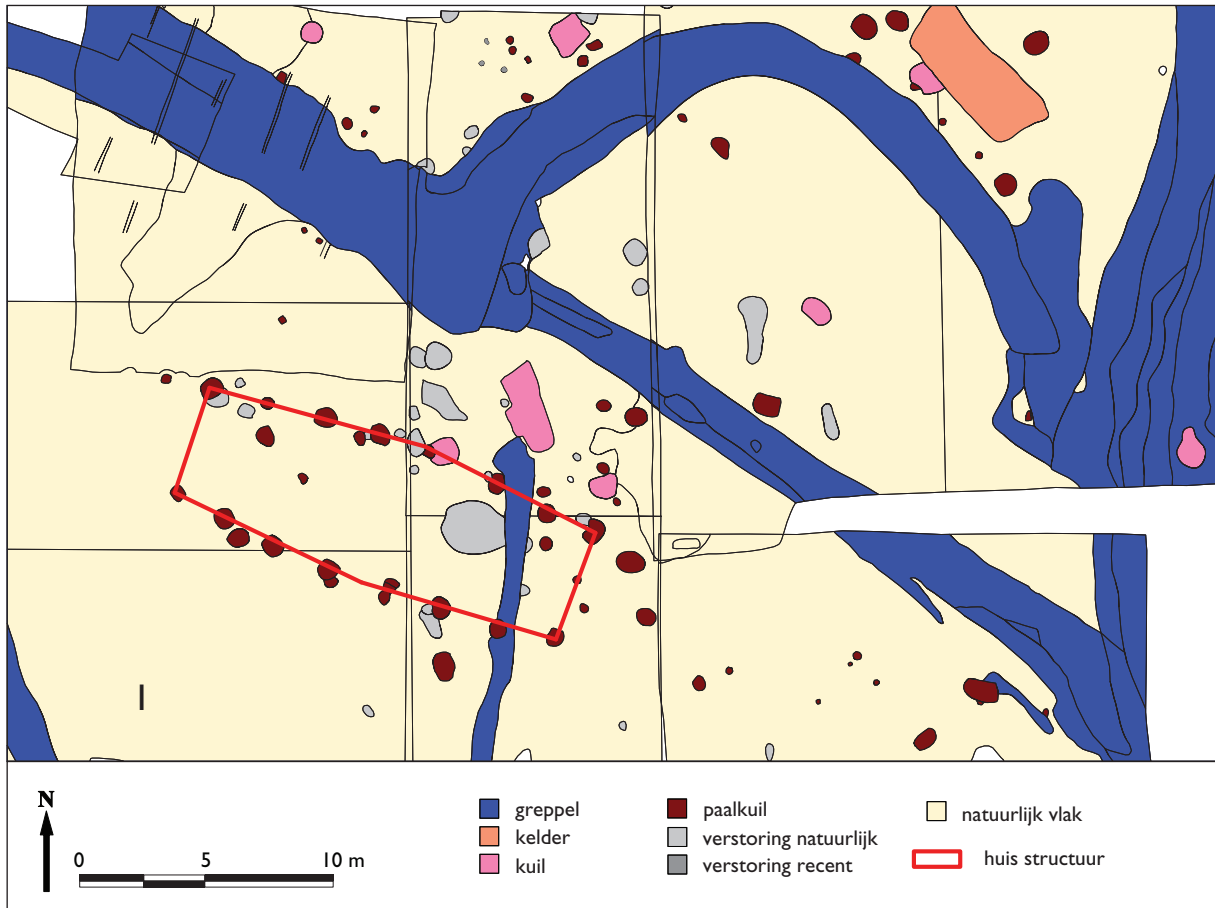 I
N
0 5 10 m
greppel
kelder
kuil
paalkuil
verstoring natuurlijk
verstoring recent
natuurlijk vlak
huis structuur